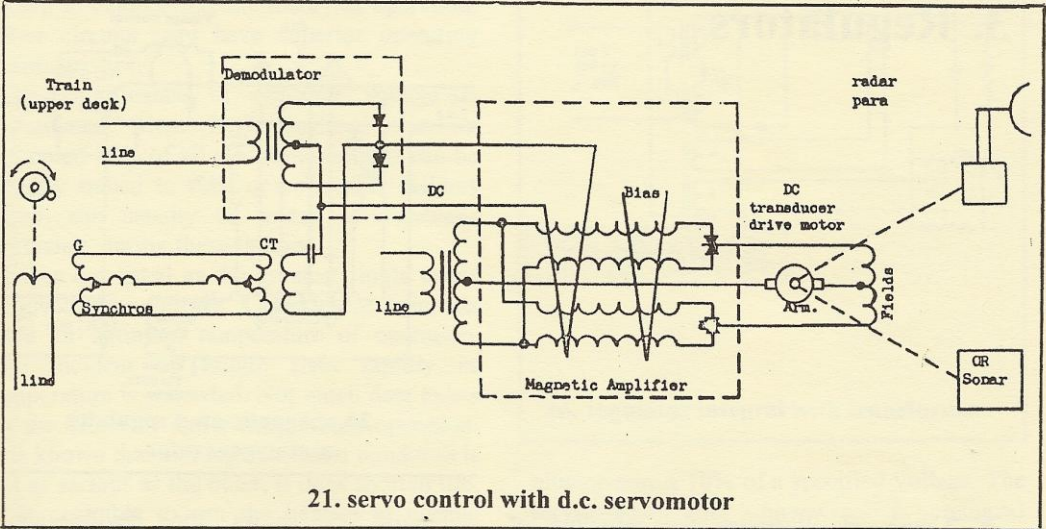 Demodulator
Train
(upper deck)
line
radar
para
DC
Bias
DC
transducer
drive motor
G
CT
Synchros
line
Arm.
Fields
line
Magnetic Amplifier
OR
Sonar
21. servo control with d.c. servomotor